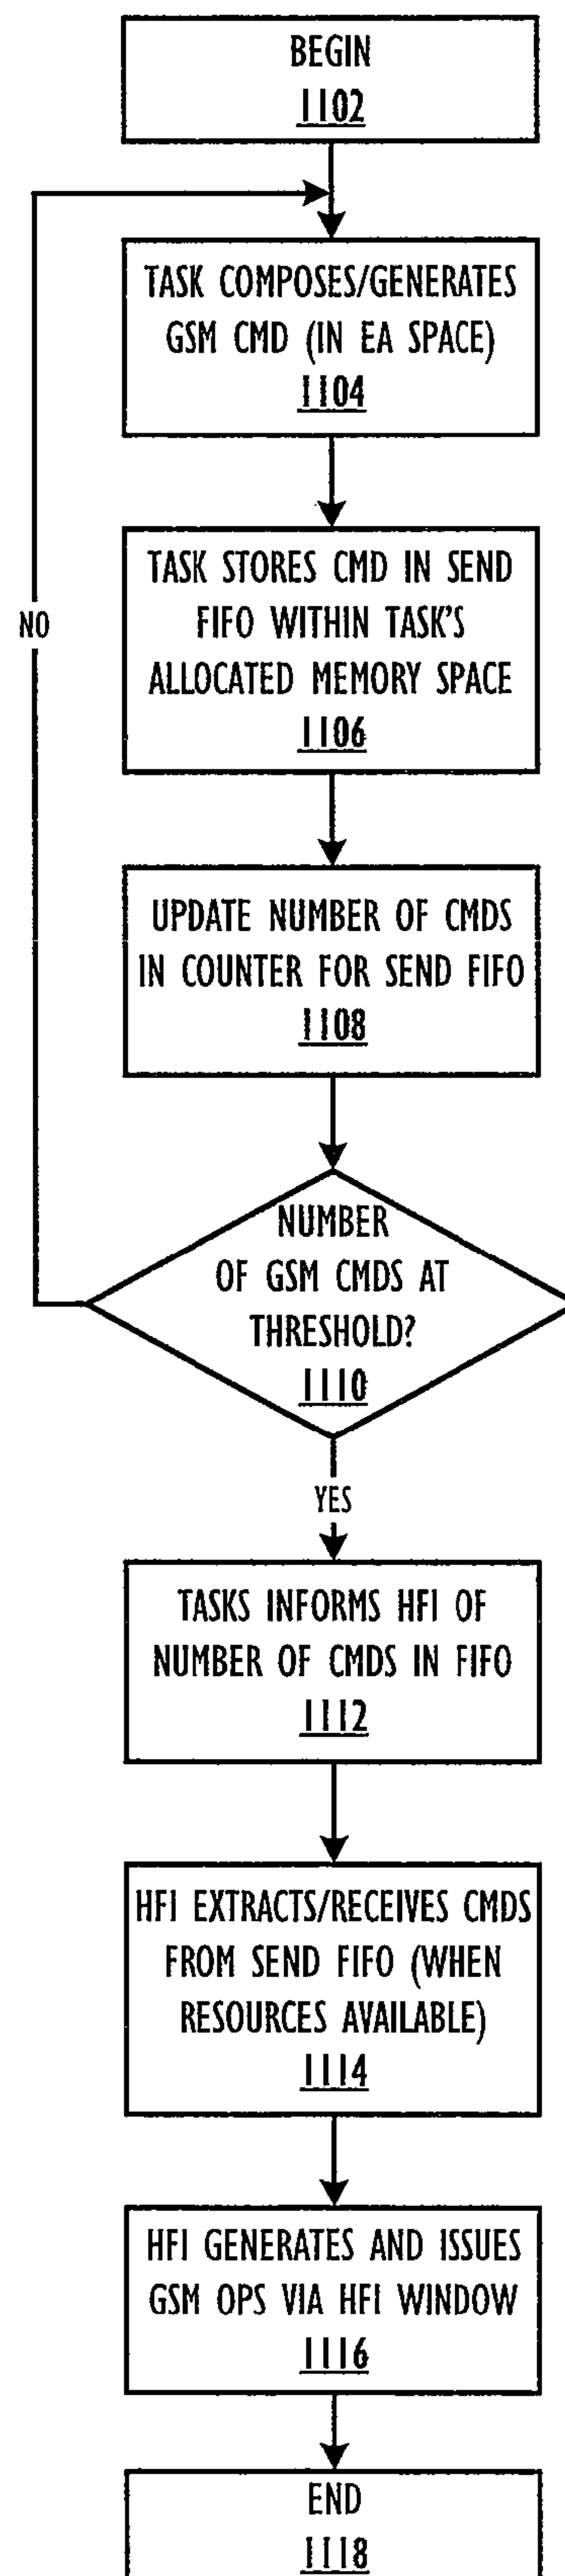 BEGIN
1102
TASK COMPOSES/GENERATES
GSM CMD (IN EA SPACE)
1104
TASK STORES CMD IN SEND
FIFO WITHIN TASK'S
ALLOCATED MEMORY SPACE
1106
NO
UPDATE NUMBER OF CMDS
IN COUNTER FOR SEND FIFO
1108
NUMBER
OF GSM CMDS AT
THRESHOLD?
1110
YES
TASKS INFORMS HFI OF
NUMBER OF CMDS IN FIFO
1112
HFI EXTRACTS/RECEIVES CMDS
FROM SEND FIFO (WHEN
RESOURCES AVAILABLE)
1114
HFI GENERATES AND ISSUES
GSM OPS VIA HFI WINDOW
1116
END
1118